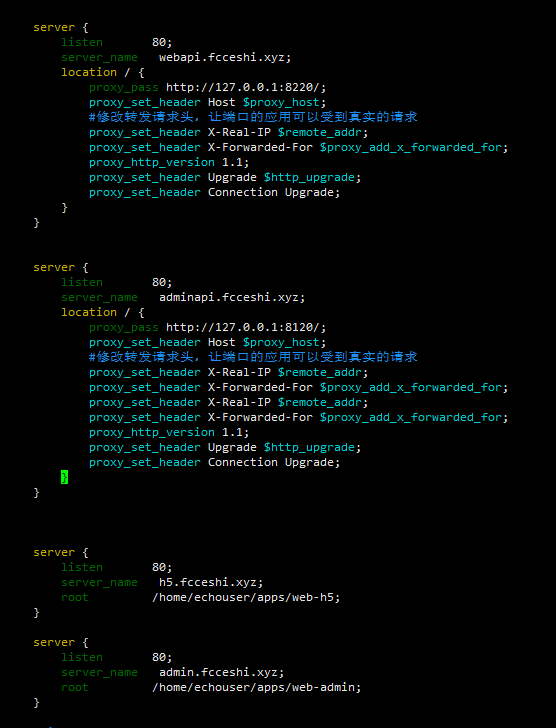 server {
listen 80;
server_name webapi.fcceshi.xyz;
location / {
proxy_pass http://127.0.0.1:8220/;
proxy_set_header Host $proxy_host;
#修改转发请求头，让端口的应用可以受到真实的请求
proxy_set_header X-Real-IP $remote_addr;
proxy_set_header X-Forwarded-For $proxy_add_x_forwarded_for;
proxy_http_version 1.1;
proxy_set_header Upgrade $http_upgrade;
proxy_set_header Connection Upgrade;
}
}
server {
listen 80;
server_name adminapi.fcceshi.xyz;
location / {
proxy_pass http://127.0.0.1:8120/;
proxy_set_header Host $proxy_host;
#修改转发请求头，让端口的应用可以受到真实的请求
proxy_set_header X-Real-IP $remote_addr;
proxy_set_header X-Forwarded-For $proxy_add_x_forwarded_for;
proxy_set_header X-Real-IP $remote_addr;
proxy_set_header X-Forwarded-For $proxy_add_x_forwarded_for;
proxy_http_version 1.1;
proxy_set_header Upgrade $http_upgrade;
proxy_set_header Connection Upgrade;
}
}
server {
listen 80;
server_name h5.fcceshi.xyz;
root /home/echouser/apps/web-h5;
}
server {
listen 80;
server_name admin.fcceshi.xyz;
root /home/echouser/apps/web-admin;
}